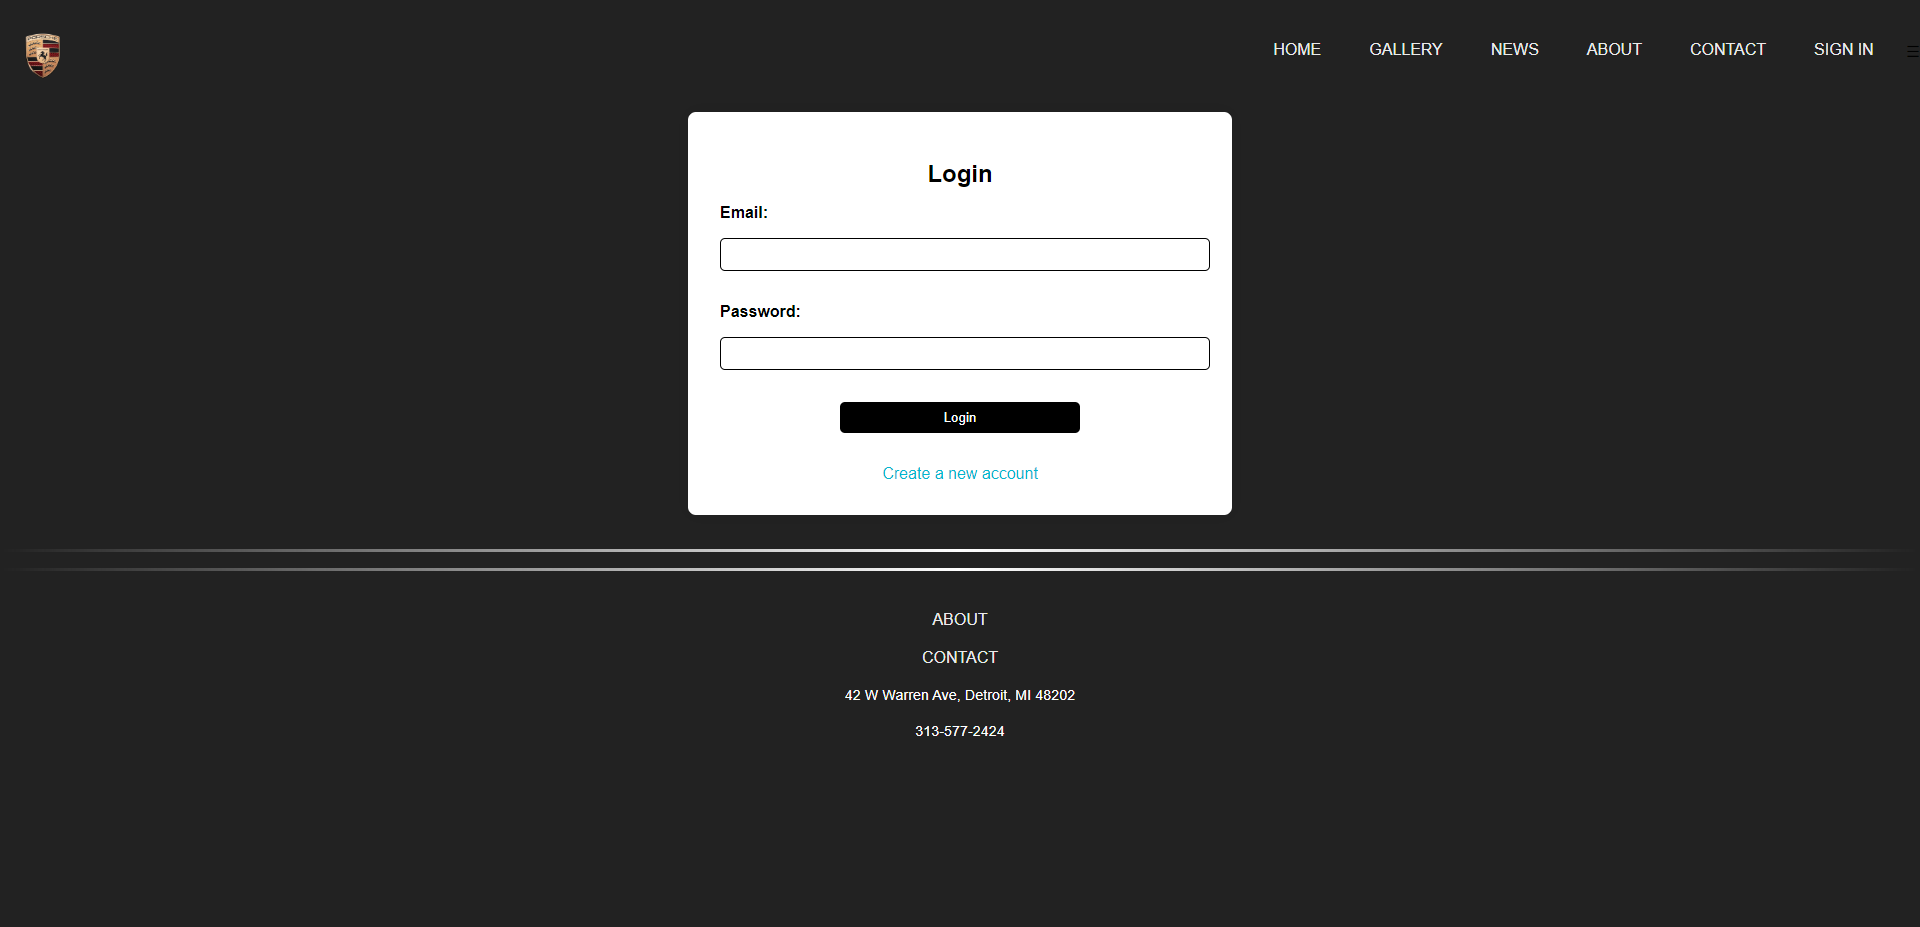 PORSCHE
HOME GALLERY NEWS ABOUT CONTACT SIGN IN
Login
Email:
Password:
Login
Create a new account
ABOUT
CONTACT
42 W Warren Ave, Detroit, MI 48202
313-577-2424